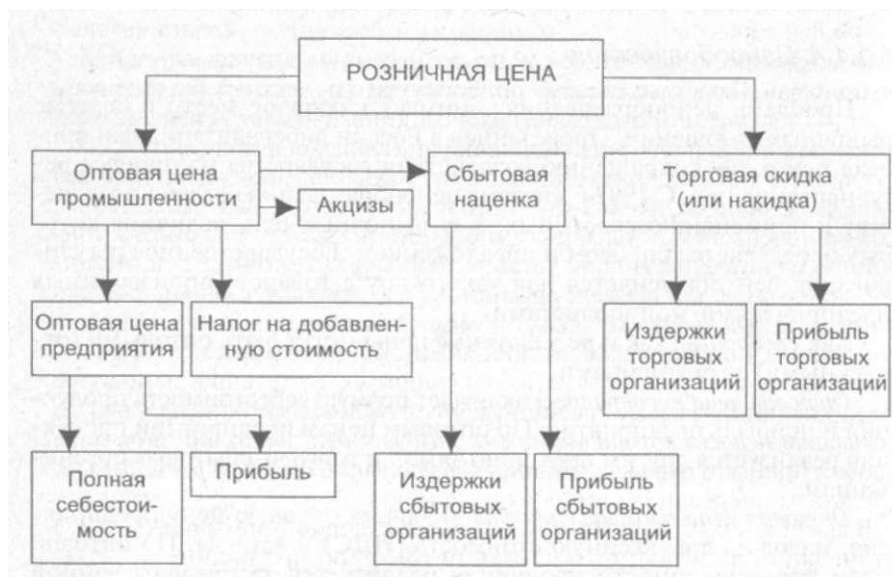 РОЗНИЧНАЯ ЦЕНА
Оптовая цена
промышленности
Акцизы
Сбытовая
наценка
Торговая скидка
(или накидка)
Оптовая цена
предприятия
Налог на добавлен-
ную стоимость
Издержки
торговых
организаций
Прибыль
торговых
организаций
Полная
себестои-
мость
Прибыль
Издержки
сбытовых
организаций
Прибыль
сбытовых
организаций